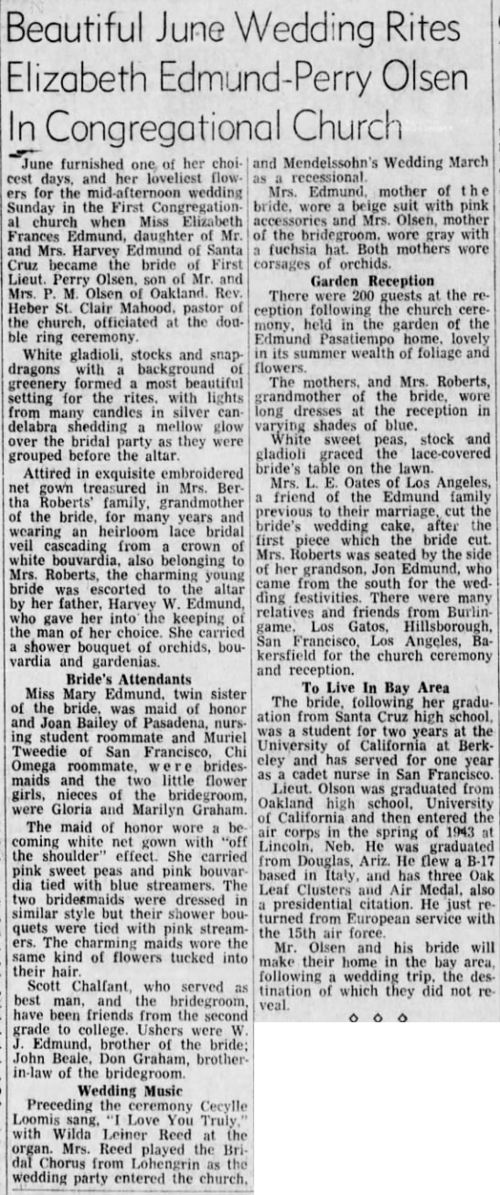 Beautiful June Wedding Rites
Elizabeth Edmund-Perry Olsen
In Congregational Church
June furnished one of her choi-
cest days, and her loveliest flow-
ers for the mid-afternoon wedding
Sunday in the First Congregation-
al church when Miss Elizabeth
Frances Edmund, daughter of Mr.
and Mrs. Harvey Edmund of Santa
Cruz became the bride of First
Lieut. Perry Olsen, son of Mr. and
Mrs. P. M. Olsen of Oakland. Rev.
Heber St. Clair Mahood, pastor of
the church, officiated at the dou-
ble ring ceremony.
White gladioli, stocks and snap-
dragons with a background of
greenery formed a most beautiful
setting for the rites, with lights
from many candles in silver can-
delabra shedding a mellow glow
over the bridal party as they were
grouped before the altar.
Attired in exquisite embroidered
net gown treasured in Mrs. Ber-
tha Roberts' family, grandmother
of the bride, for many years and
wearing an heirloom lace bridal
veil cascading from a crown of
white bouvardia, also belonging to
Mrs. Roberts, the charming young
bride was escorted to the altar
by her father, Harvey W. Edmund,
who gave her into the keeping of
the man of her choice. She carried
a shower bouquet of orchids, bou-
vardia and gardenias.
Bride's Attendants
Miss Mary Edmund, twin sister
of the bride, was maid of honor
and Joan Bailey of Pasadena, nurs-
ing student roommate and Muriel
Tweedie of San Francisco, Chi
Omega roommate, were brides-
maids and the two little flower
girls, nieces of the bridegroom,
were Gloria and Marilyn Graham.
The maid of honor wore a be-
coming white net gown with "off
the shoulder" effect. She carried
pink sweet peas and pink bouvar-
dia tied with blue streamers. The
two bridesmaids were dressed in
similar style but their shower bou-
quets were tied with pink stream-
ers. The charming maids wore the
same kind of flowers tucked into
their hair.
Scott Chalfant, who served as
best man, and the bridegroom,
have been friends from the second
grade to college. Ushers were W.
J. Edmund, brother of the bride;
John Beale, Don Graham, brother-
in-law of the bridegroom.
Wedding Music
Preceding the ceremony Cecylle
Loomis sang, "I Love You Truly,"
with Wilda Leiner Reed at the
organ. Mrs. Reed played the Bri-
dal Chorus from Lohengrin as the
wedding party entered the church,
and Mendelssohn's Wedding March
as a recessional.
Mrs. Edmund, mother of the
bride, wore a beige suit with pink
accessories and Mrs. Olsen, mother
of the bridegroom, wore gray with
a fuchsia hat. Both mothers wore
corsages of orchids.
Garden Reception
There were 200 guests at the re-
ception following the church cere-
mony, held in the garden of the
Edmund Pasatiempo home, lovely
in its summer wealth of foliage and
flowers.
The mothers, and Mrs. Roberts,
grandmother of the bride, wore
long dresses at the reception in
varying shades of blue.
White sweet peas, stock and
gladioli graced the lace-covered
bride's table on the lawn.
Mrs. L. E. Oates of Los Angeles,
a friend of the Edmund family
previous to their marriage, cut the
bride's wedding cake, after the
first piece which the bride cut.
Mrs. Roberts was seated by the side
of her grandson, Jon Edmund, who
came from the south for the wed-
ding festivities. There were many
relatives and friends from Burlin-
game, Los Gatos, Hillsborough,
San Francisco, Los Angeles, Ba-
kersfield for the church ceremony
and reception.
To Live In Bay Area
The bride, following her gradu-
ation from Santa Cruz high school,
was a student for two years at the
University of California at Berk-
eley and has served for one year
as a cadet nurse in San Francisco.
Lieut. Olson was graduated from
Oakland high school, University
of California and then entered the
air corps in the spring of 1943 at
Lincoln, Neb. He was graduated
from Douglas, Ariz. He flew a B-17
based in Italy, and has three Oak
Leaf Clusters and Air Medal, also
a presidential citation. He just re-
turned from European service with
the 15th air force.
Mr. Olsen and his bride will
make their home in the bay area,
following a wedding trip, the des-
tination of which they did not re-
veal.